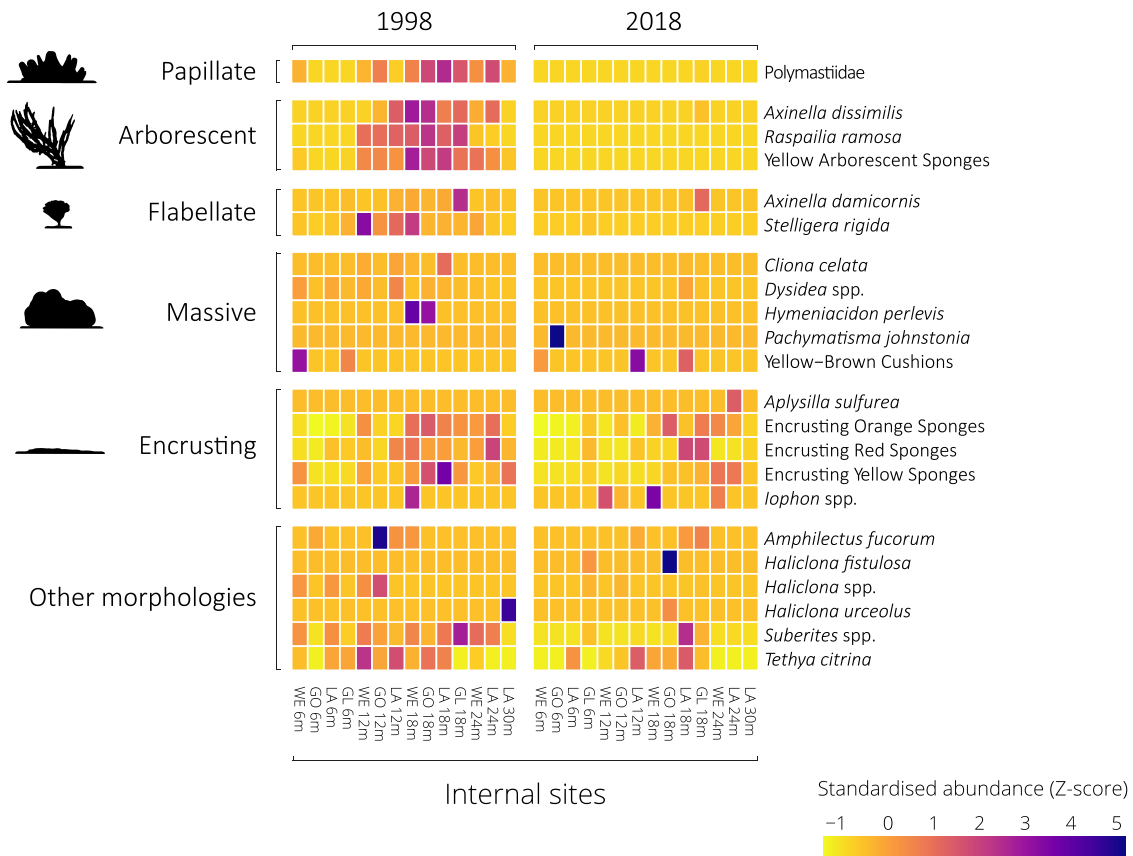 1998
2018
Papillate
Polymastiidae
Arborescent
Axinella dissimilis
Raspailia ramosa
Yellow Arborescent Sponges
Flabellate
Axinella damicornis
Stelligera rigida
Massive
Cliona celata
Dysidea spp.
Hymeniacidon perlevis
Pachymatisma johnstonia
Yellow−Brown Cushions
Encrusting
Aplysilla sulfurea
Encrusting Orange Sponges
Encrusting Red Sponges
Encrusting Yellow Sponges
Iophon spp.
Other morphologies
Amphilectus fucorum
Haliclona fistulosa
Haliclona spp.
Haliclona urceolus
Suberites spp.
Tethya citrina
WE 6m
GO 6m
LA 6m
GL 6m
WE 12m
GO 12m
LA 12m
WE 18m
GO 18m
LA 18m
GL 18m
WE 24m
LA 24m
LA 30m
WE 6m
GO 6m
LA 6m
GL 6m
WE 12m
GO 12m
LA 12m
WE 18m
GO 18m
LA 18m
GL 18m
WE 24m
LA 24m
LA 30m
Internal sites
Standardised abundance (Z-score)
−1 0 1 2 3 4 5